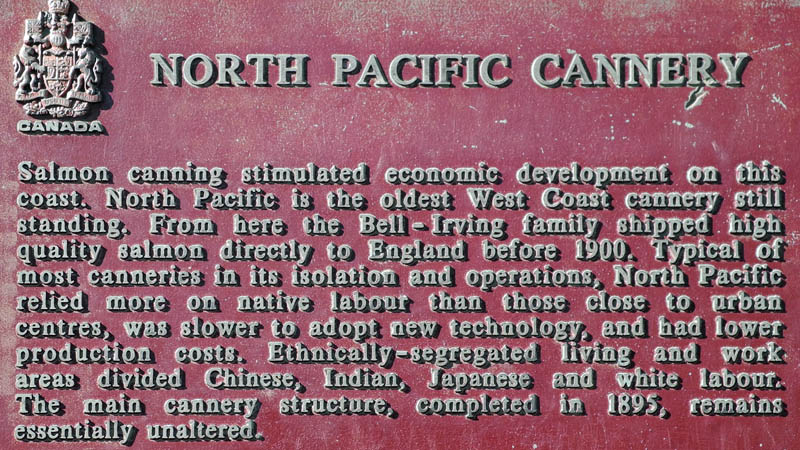 NORTH PACIFIC CANNERY
CANADA
Salmon canning stimulated economic development on this
coast. North Pacific is the oldest West Coast cannery still
standing. From here the Bell-Irving family shipped high
quality salmon directly to England before 1900. Typical of
most canneries in its isolation and operations, North Pacific
relied more on native labour than those close to urban
centres, was slower to adopt new technology, and had lower
production costs. Ethnically-segregated living and work
areas divided Chinese, Indian, Japanese and white labour.
The main cannery structure, completed in 1895, remains
essentially unaltered.